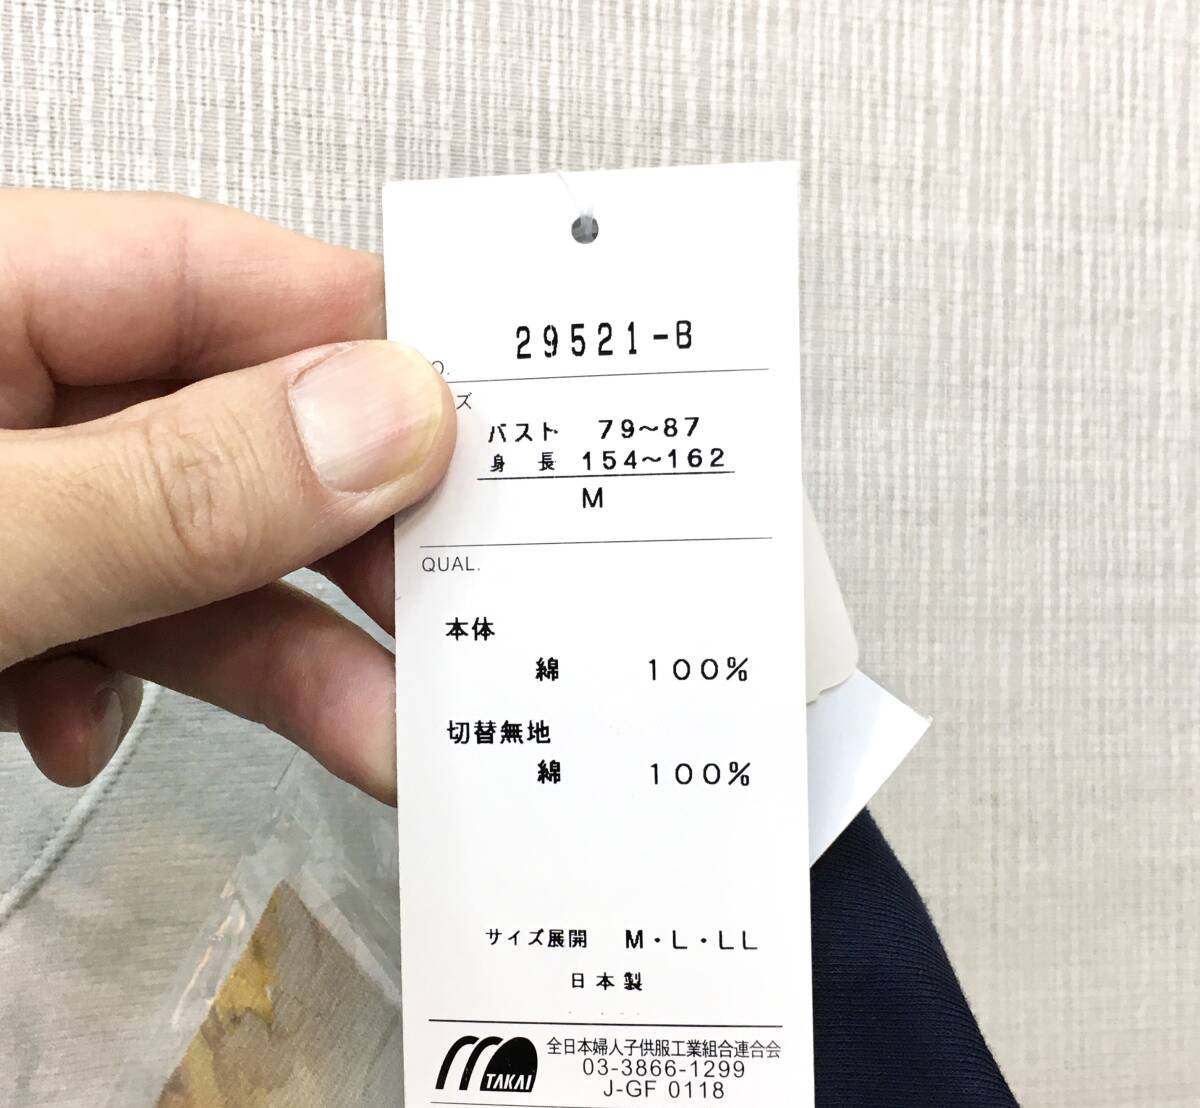 29521-B
O.
ズ
バスト 79～87
身長 154～162
M
QUAL.
本体
綿 100%
切替無地
綿 100%
サイズ展開 M・L・LL
日本製
TAKAI
全日本婦人子供服工業組合連合会
03-3866-1299
J-GF 0118